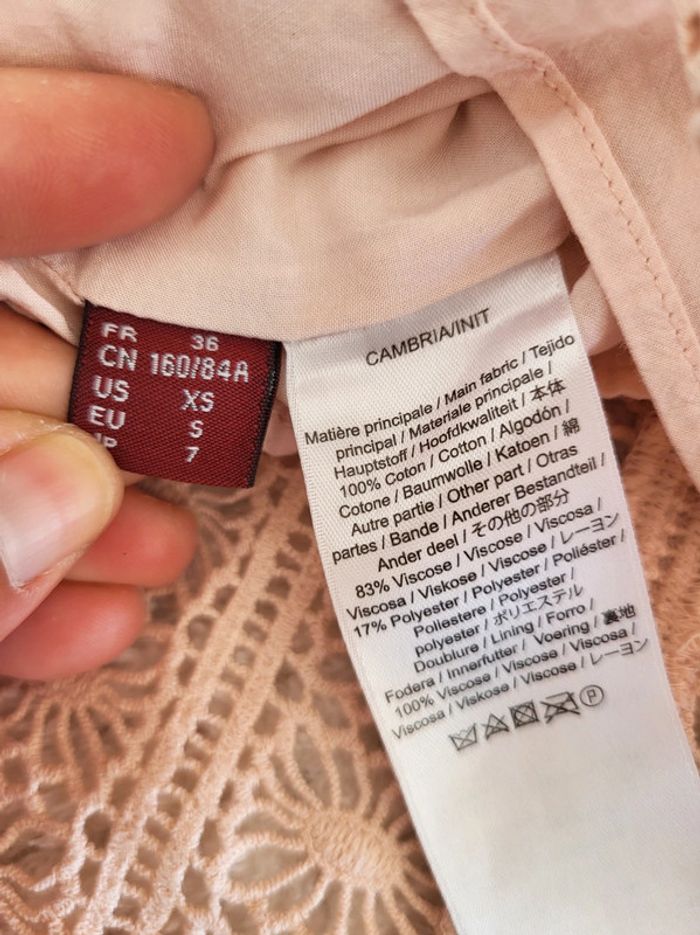 FR 36
CN 160/84A
US XS
EU S
7
CAMBRIA/INIT
Matière principale / Main fabric / Tejido
principal / Materiale principale /
Hauptstoff / Hoofdkwaliteit / 本体
100% Coton / Cotton / Algodón /
Cotone / Baumwolle / Katoen / 綿
Autre partie / Other part / Otras
partes / Bande / Anderer Bestandteil /
Ander deel / その他の部分
83% Viscose / Viscose / Viscosa /
Viscosa / Viskose / Viscose / レーヨン
17% Polyester / Polyester / Poliéster /
Poliestere / Polyester /
polyester / ポリエステル
Doublure / Lining / Forro /
Fodera / Innerfutter / Voering / 裏地
100% Viscose / Viscose / Viscosa /
Viscosa / Viskose / Viscose / レーヨン
P